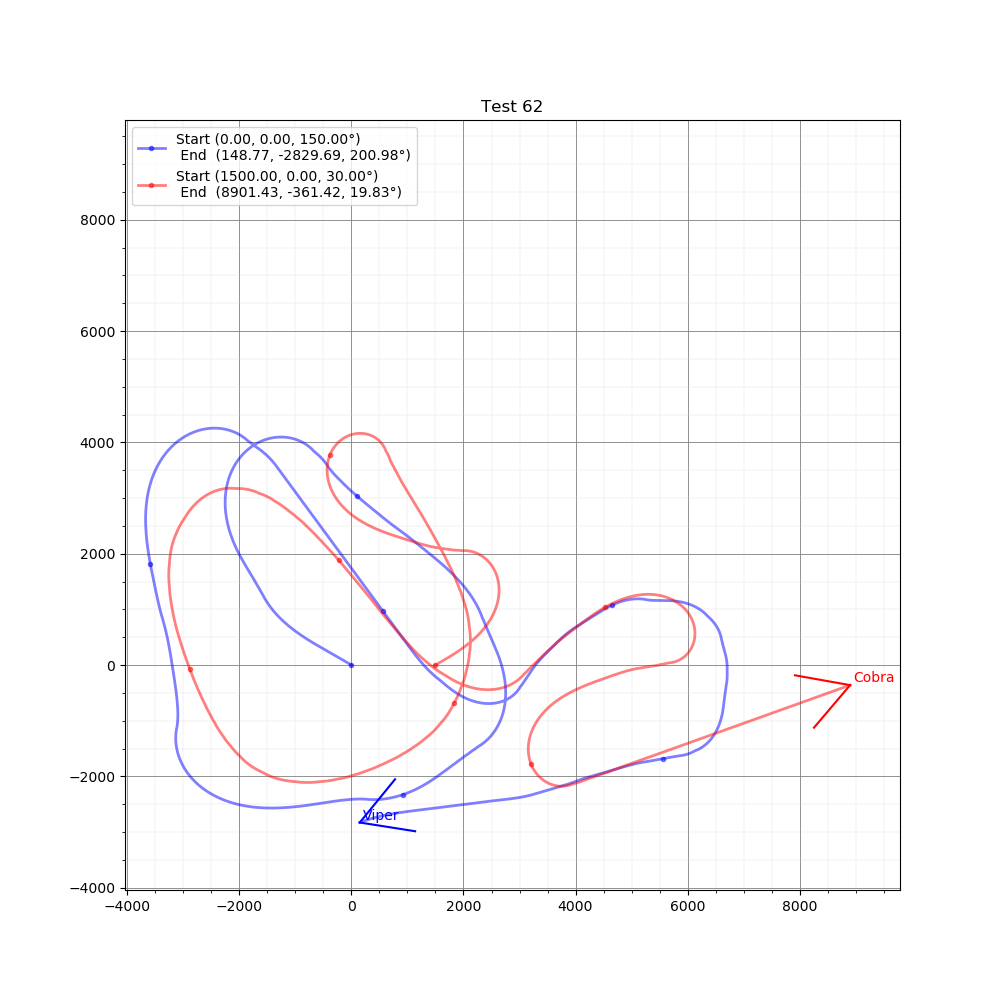 Test 62
Start (0.00, 0.00, 150.00°)
End (148.77, -2829.69, 200.98°)
Start (1500.00, 0.00, 30.00°)
End (8901.43, -361.42, 19.83°)
8000
6000
4000
2000
0
−2000
−4000
Cobra
Viper
−4000 −2000 0 2000 4000 6000 8000